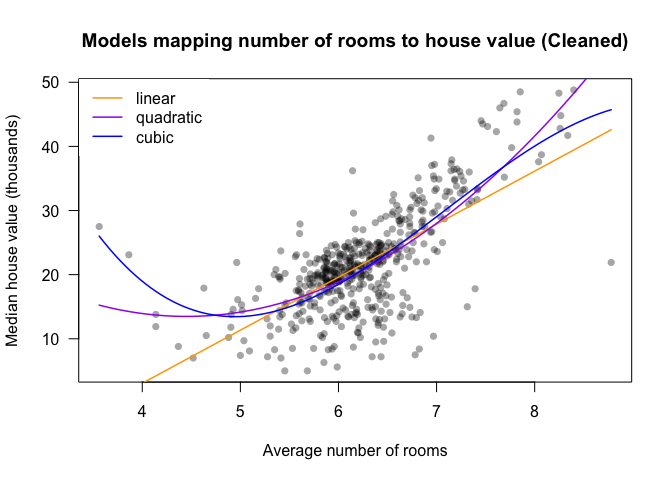 Models mapping number of rooms to house value (Cleaned)
Median house value (thousands)
50
40
30
20
10
linear
quadratic
cubic
4 5 6 7 8
Average number of rooms